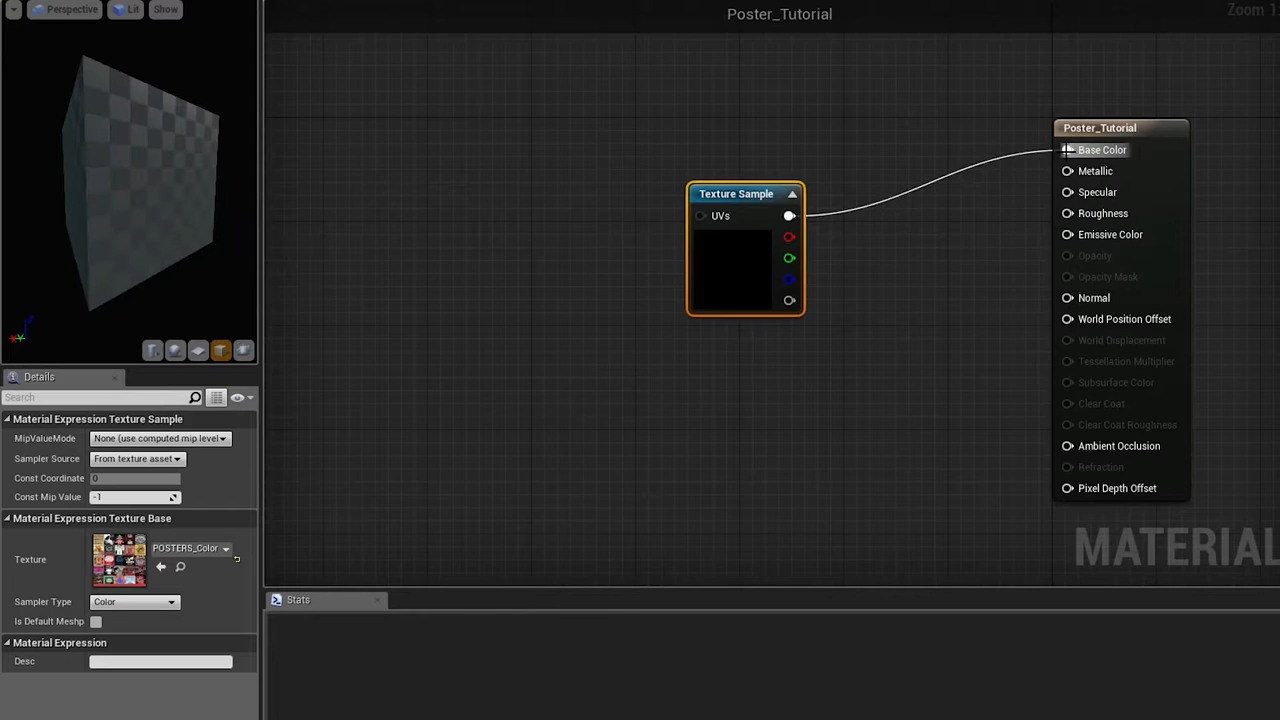 Perspective
Lit
Show
Poster_Tutorial
Zoom 1:
Details
Search
Material Expression Texture Sample
MipValueMode
None (use computed mip level
Sampler Source
From texture asset
Const Coordinate
0
Const Mip Value
-1
Material Expression Texture Base
Texture
POSTERS_Color
Sampler Type
Color
Is Default Meshp
Material Expression
Desc
Texture Sample
UVs
Poster_Tutorial
Base Color
Metallic
Specular
Roughness
Emissive Color
Opacity
Opacity Mask
Normal
World Position Offset
World Displacement
Tessellation Multiplier
Subsurface Color
Clear Coat
Clear Coat Roughness
Ambient Occlusion
Refraction
Pixel Depth Offset
MATERIAL
Stats